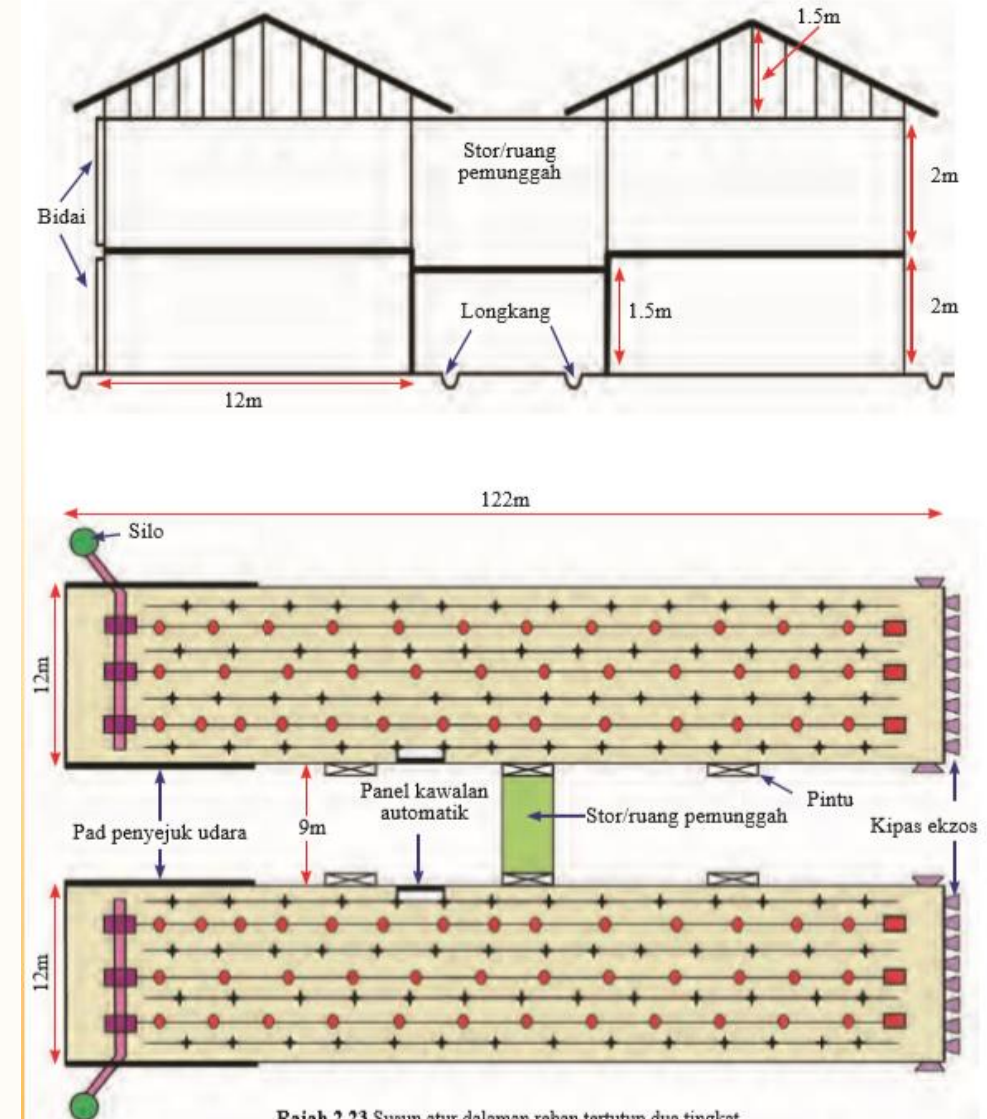 1.5m
Stor/ruang
pemunggah
2m
Bidai
Longkang
1.5m
2m
12m
122m
Silo
12m
Panel kawalan
automatik
Pintu
Pad penyejuk udara
9m
Stor/ruang pemunggah
Kipas ekzos
12m
Rajah 2.23 Susun atur dalaman reban tertutup dua tingkat